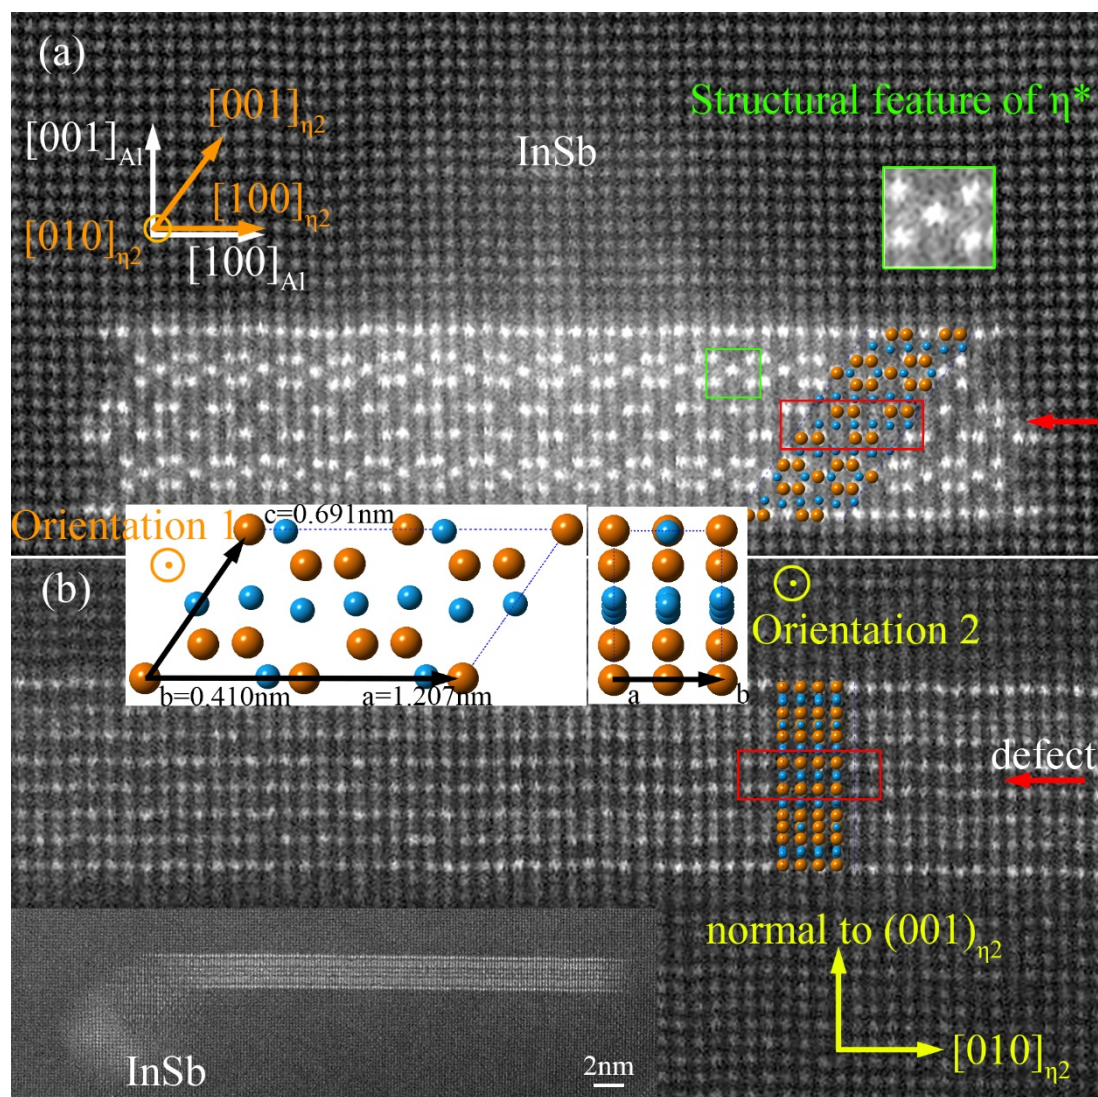 (a)
Structural feature of η*
[001]η2
[001]Al
InSb
[100]η2
[010]η2
[100]Al
Orientation 1
c=0.691nm
b=0.410nm
a=1.207nm
a
b
(b)
Orientation 2
defect
normal to (001)η2
[010]η2
InSb
2nm